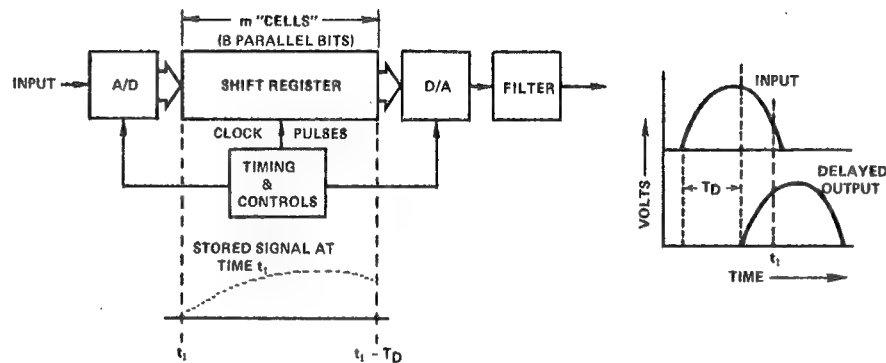 m "CELLS"
(B PARALLEL BITS)
INPUT
A/D
SHIFT REGISTER
D/A
FILTER
CLOCK PULSES
TIMING
&
CONTROLS
STORED SIGNAL AT
TIME t1
t1
t1 - TD
INPUT
VOLTS
TD
DELAYED
OUTPUT
t1
TIME